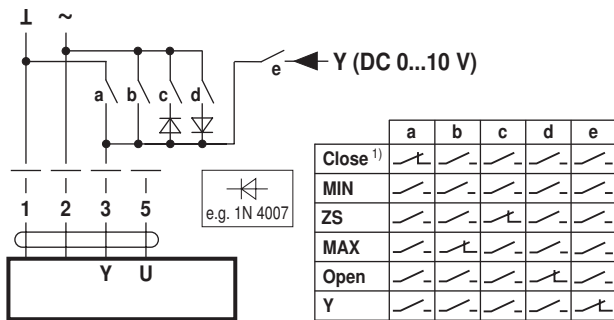 ⊥ ~
e Y (DC 0...10 V)
a b c d
1 2 3 5
e.g. 1N 4007
Y U
a b c d e
Close 1)
MIN
ZS
MAX
Open
Y